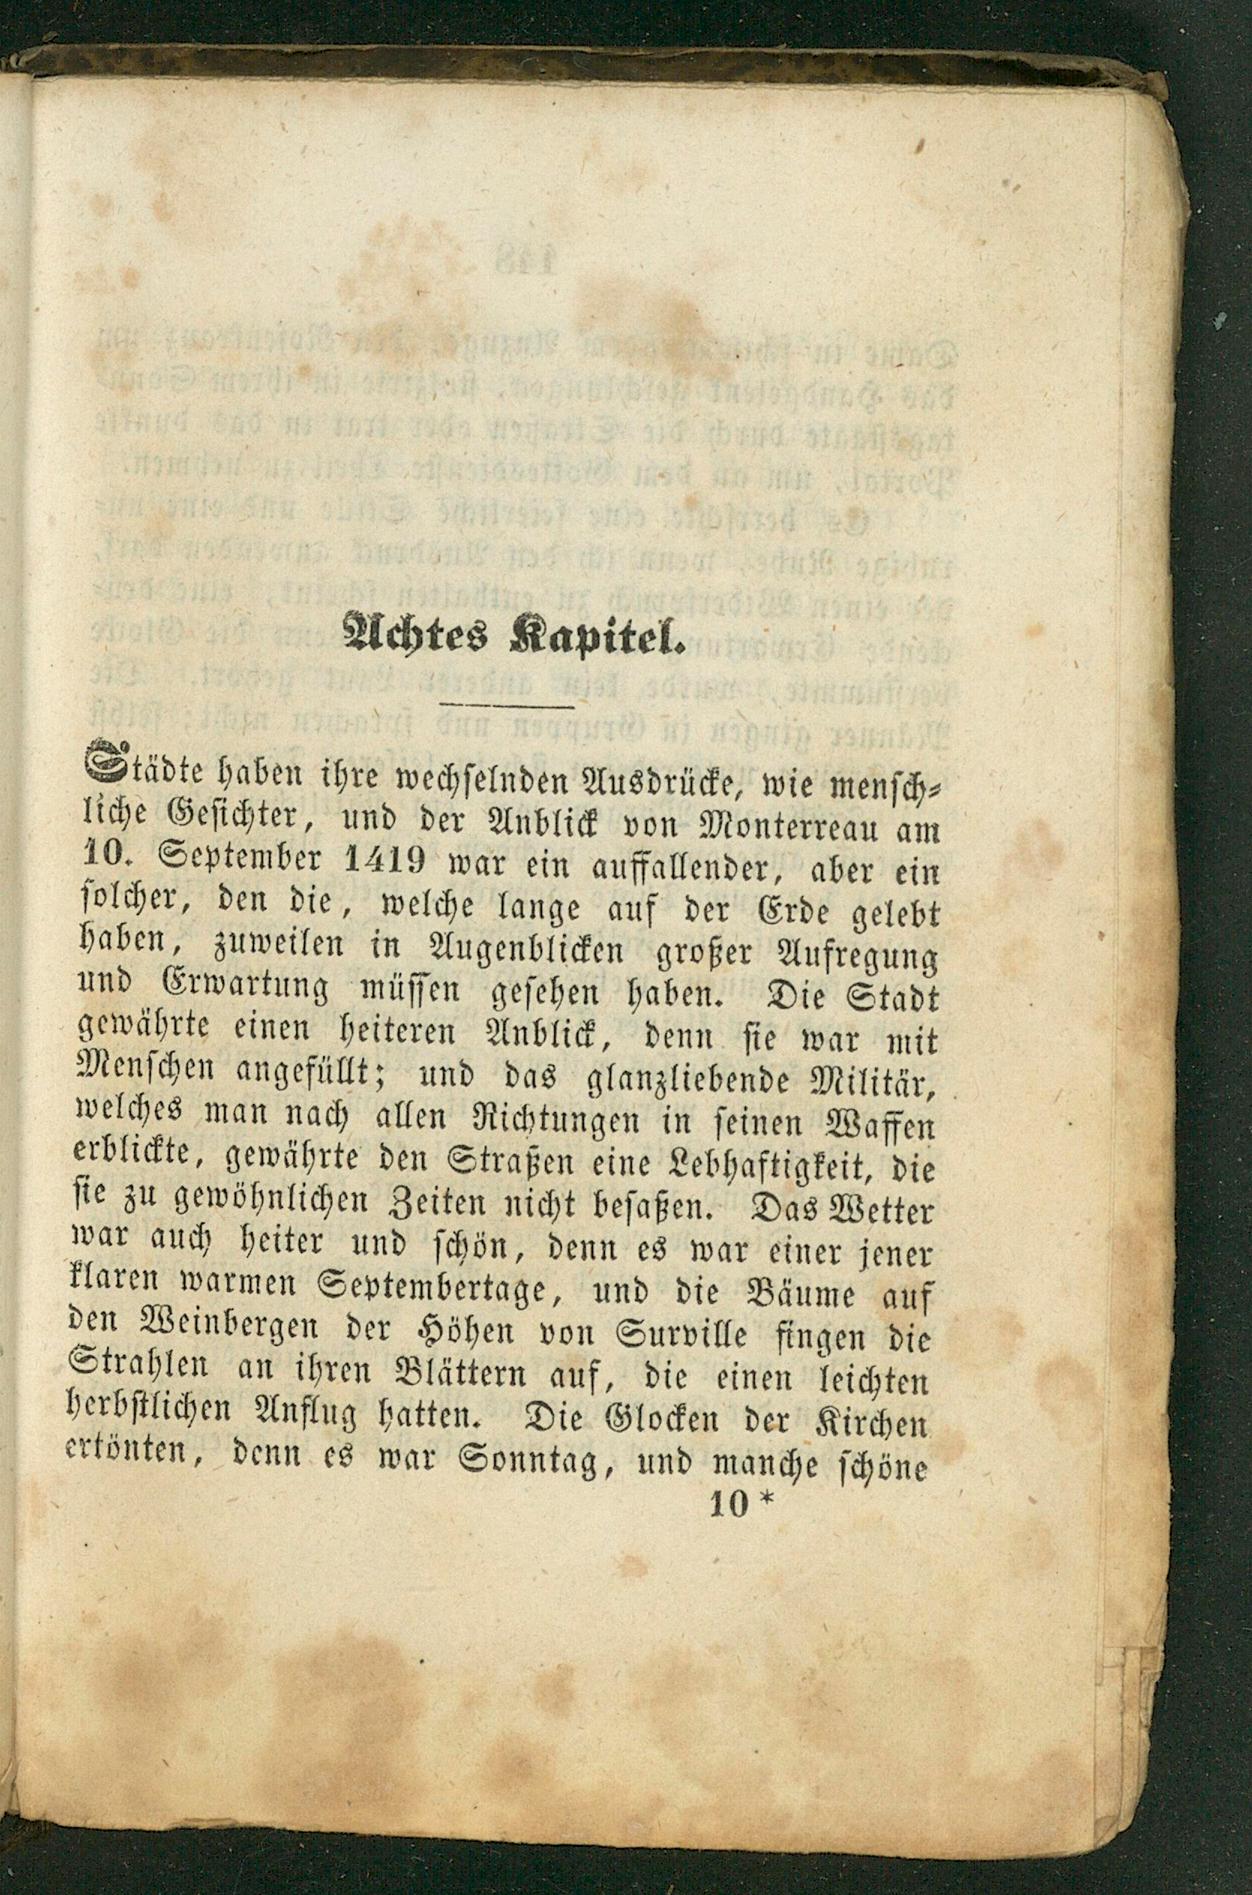 Achtes Kapitel.
Städte haben ihre wechselnden Ausdrücke, wie mensch-
liche Gesichter, und der Anblick von Monterreau am
10. September 1419 war ein auffallender, aber ein
solcher, den die, welche lange auf der Erde gelebt
haben, zuweilen in Augenblicken großer Aufregung
und Erwartung müssen gesehen haben. Die Stadt
gewährte einen heiteren Anblick, denn sie war mit
Menschen angefüllt; und das glanzliebende Militär,
welches man nach allen Richtungen in seinen Waffen
erblickte, gewährte den Straßen eine Lebhaftigkeit, die
sie zu gewöhnlichen Zeiten nicht besaßen. Das Wetter
war auch heiter und schön, denn es war einer jener
klaren warmen Septembertage, und die Bäume auf
den Weinbergen der Höhen von Surville fingen die
Strahlen an ihren Blättern auf, die einen leichten
herbstlichen Anflug hatten. Die Glocken der Kirchen
ertönten, denn es war Sonntag, und manche schöne
10*